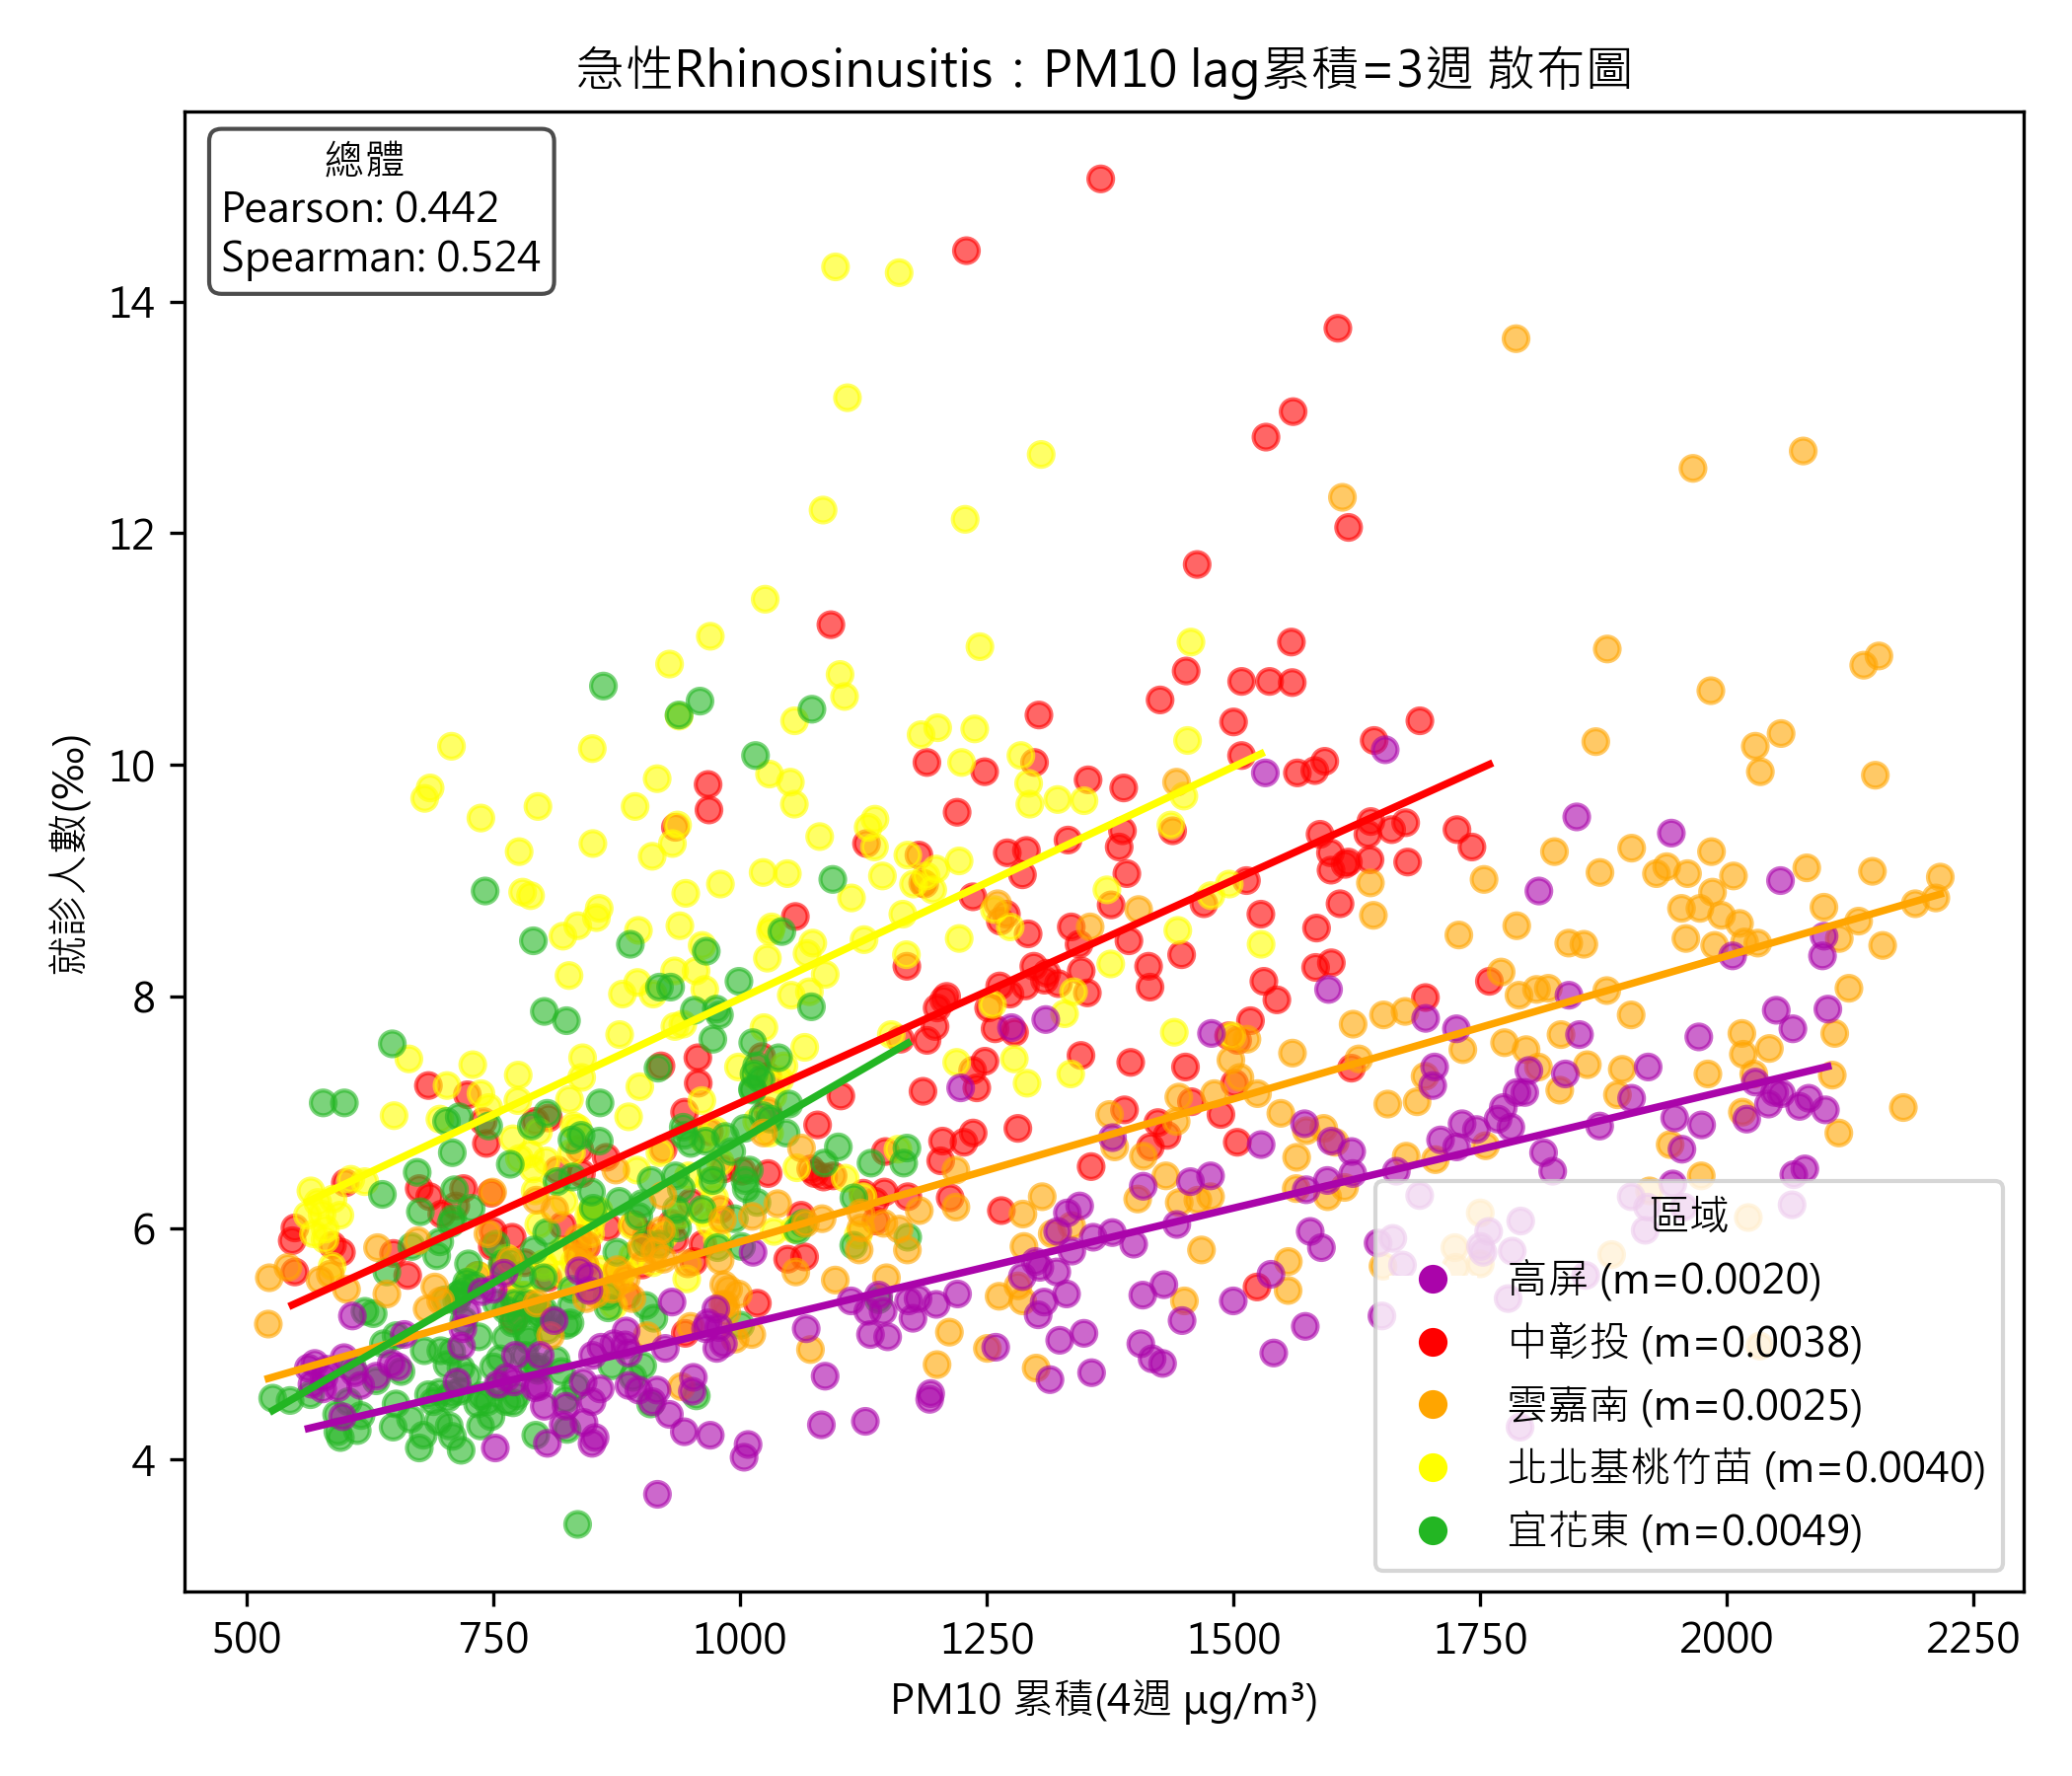 急性Rhinosinusitis：PM10 lag累積=3週 散布圖
總體
Pearson: 0.442
Spearman: 0.524
就診人數(‰)
14
12
10
8
6
4
區域
高屏 (m=0.0020)
中彰投 (m=0.0038)
雲嘉南 (m=0.0025)
北北基桃竹苗 (m=0.0040)
宜花東 (m=0.0049)
500 750 1000 1250 1500 1750 2000 2250
PM10 累積(4週 µg/m³)